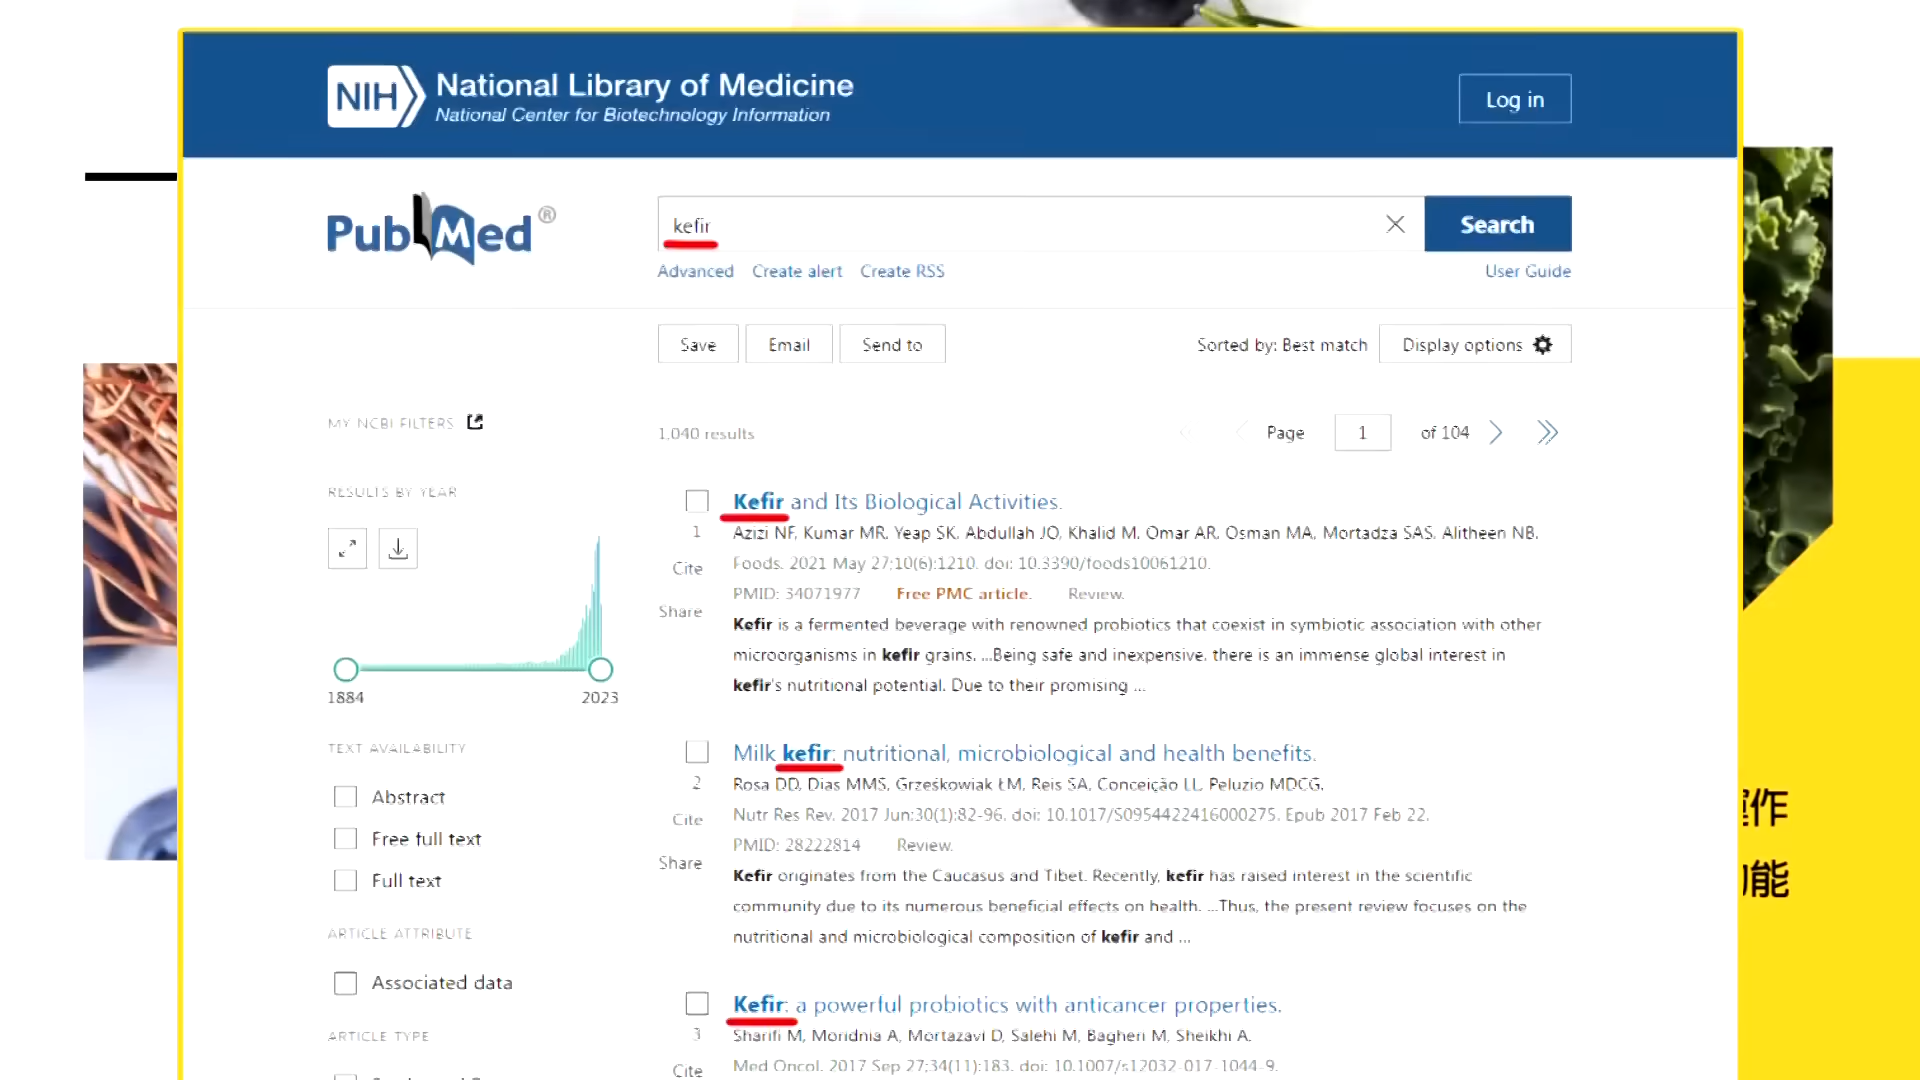 NIH National Library of Medicine
National Center for Biotechnology Information
Log in
PubMed®
kefir
Search
Advanced Create alert Create RSS
User Guide
Save Email Send to
Sorted by: Best match Display options
MY NCBI FILTERS
1,040 results
Page 1 of 104
RESULTS BY YEAR
1884 2023
TEXT AVAILABILITY
Abstract
Free full text
Full text
ARTICLE ATTRIBUTE
Associated data
ARTICLE TYPE
Kefir and Its Biological Activities.
1
Azizi NF, Kumar MR, Yeap SK, Abdullah JO, Khalid M, Omar AR, Osman MA, Mortadza SAS, Alitheen NB.
Cite
Foods. 2021 May 27;10(6):1210. doi: 10.3390/foods10061210.
PMID: 34071977 Free PMC article. Review.
Share
Kefir is a fermented beverage with renowned probiotics that coexist in symbiotic association with other
microorganisms in kefir grains. ...Being safe and inexpensive, there is an immense global interest in
kefir's nutritional potential. Due to their promising ...
Milk kefir: nutritional, microbiological and health benefits.
2
Rosa DD, Dias MMS, Grześkowiak ŁM, Reis SA, Conceição LL, Peluzio MDCG.
Cite
Nutr Res Rev. 2017 Jun;30(1):82-96. doi: 10.1017/S0954422416000275. Epub 2017 Feb 22.
PMID: 28222814 Review.
Share
Kefir originates from the Caucasus and Tibet. Recently, kefir has raised interest in the scientific
community due to its numerous beneficial effects on health. ...Thus, the present review focuses on the
nutritional and microbiological composition of kefir and ...
Kefir: a powerful probiotics with anticancer properties.
3
Sharifi M, Moridnia A, Mortazavi D, Salehi M, Bagheri M, Sheikhi A.
Cite
Med Oncol. 2017 Sep 27;34(11):183. doi: 10.1007/s12032-017-1044-9.
作
能